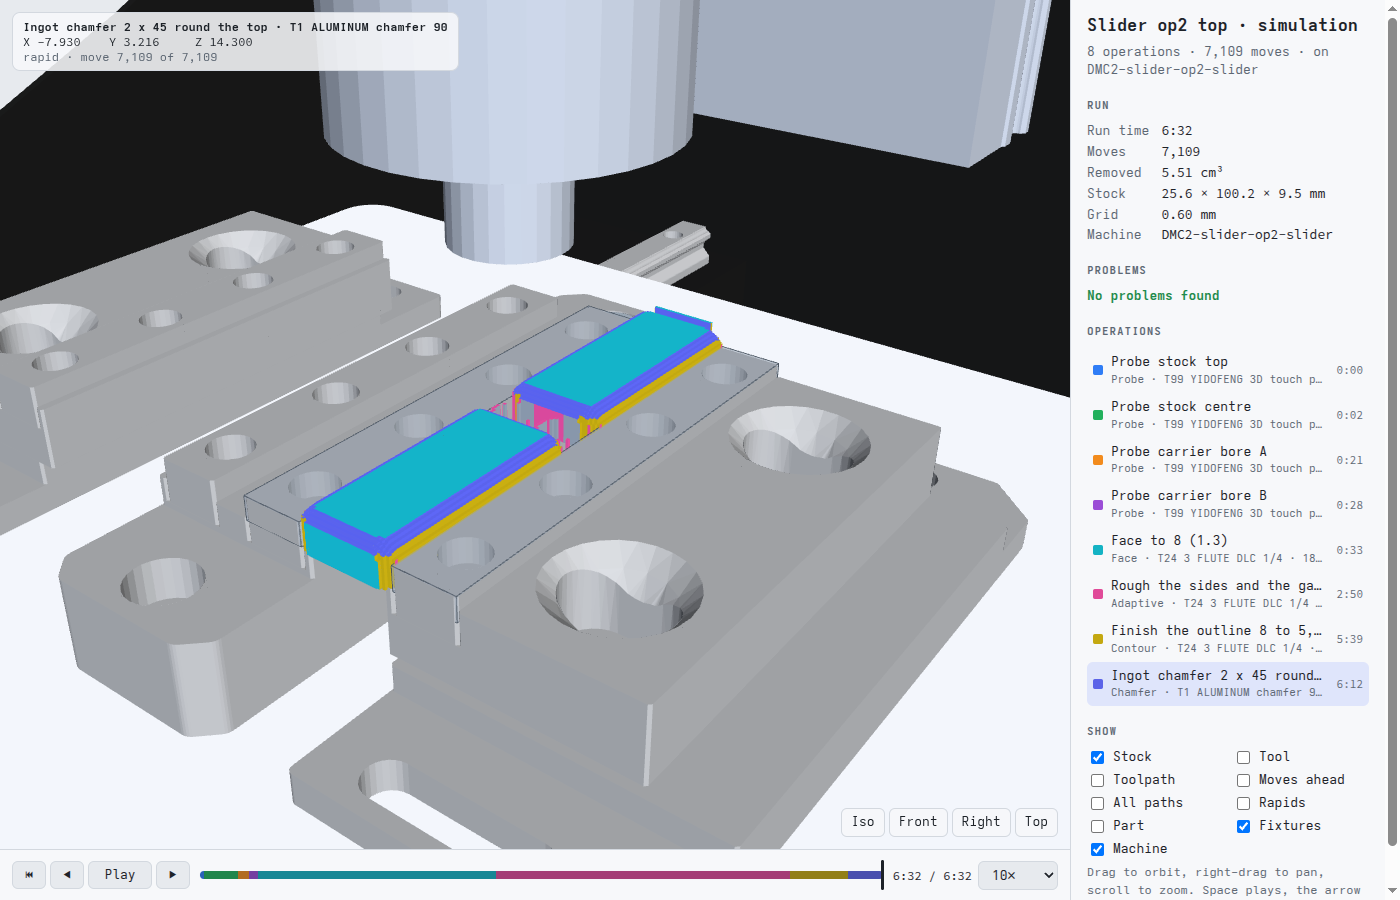 Ingot chamfer 2 x 45 round the top · T1 ALUMINUM chamfer 90
X -7.930 Y 3.216 Z 14.300
rapid · move 7,109 of 7,109
Slider op2 top · simulation
8 operations · 7,109 moves · on
DMC2-slider-op2-slider
RUN
Run time 6:32
Moves 7,109
Removed 5.51 cm³
Stock 25.6 × 100.2 × 9.5 mm
Grid 0.60 mm
Machine DMC2-slider-op2-slider
PROBLEMS
No problems found
OPERATIONS
Probe stock top 0:00
Probe · T99 YIDOFENG 3D touch p…
Probe stock centre 0:02
Probe · T99 YIDOFENG 3D touch p…
Probe carrier bore A 0:21
Probe · T99 YIDOFENG 3D touch p…
Probe carrier bore B 0:28
Probe · T99 YIDOFENG 3D touch p…
Face to 8 (1.3) 0:33
Face · T24 3 FLUTE DLC 1/4 · 18…
Rough the sides and the ga… 2:50
Adaptive · T24 3 FLUTE DLC 1/4 …
Finish the outline 8 to 5,… 5:39
Contour · T24 3 FLUTE DLC 1/4 ·…
Ingot chamfer 2 x 45 round… 6:12
Chamfer · T1 ALUMINUM chamfer 9…
SHOW
Stock Tool
Toolpath Moves ahead
All paths Rapids
Part Fixtures
Machine
Drag to orbit, right-drag to pan,
scroll to zoom. Space plays, the arrow
Iso Front Right Top
Play 6:32 / 6:32 10×